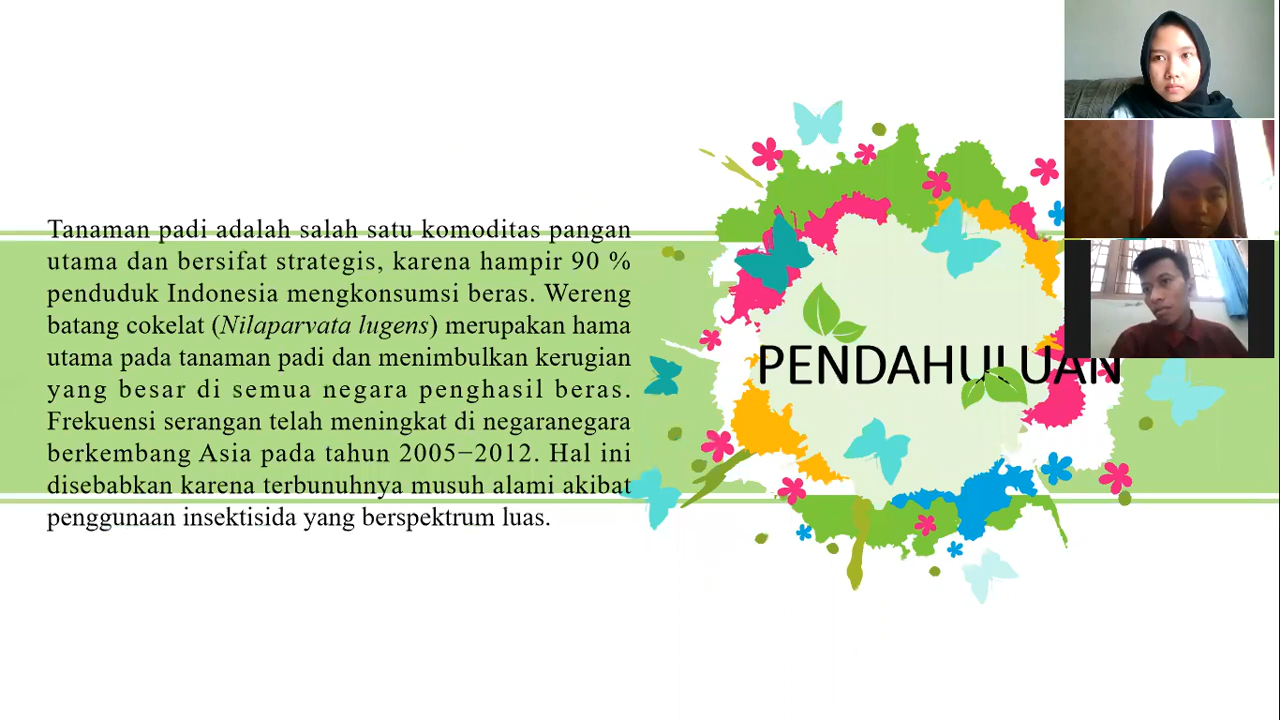 Tanaman padi adalah salah satu komoditas pangan
utama dan bersifat strategis, karena hampir 90 %
penduduk Indonesia mengkonsumsi beras. Wereng
batang cokelat (Nilaparvata lugens) merupakan hama
utama pada tanaman padi dan menimbulkan kerugian
yang besar di semua negara penghasil beras.
Frekuensi serangan telah meningkat di negaranegara
berkembang Asia pada tahun 2005−2012. Hal ini
disebabkan karena terbunuhnya musuh alami akibat
penggunaan insektisida yang berspektrum luas.
PENDAHULUAN